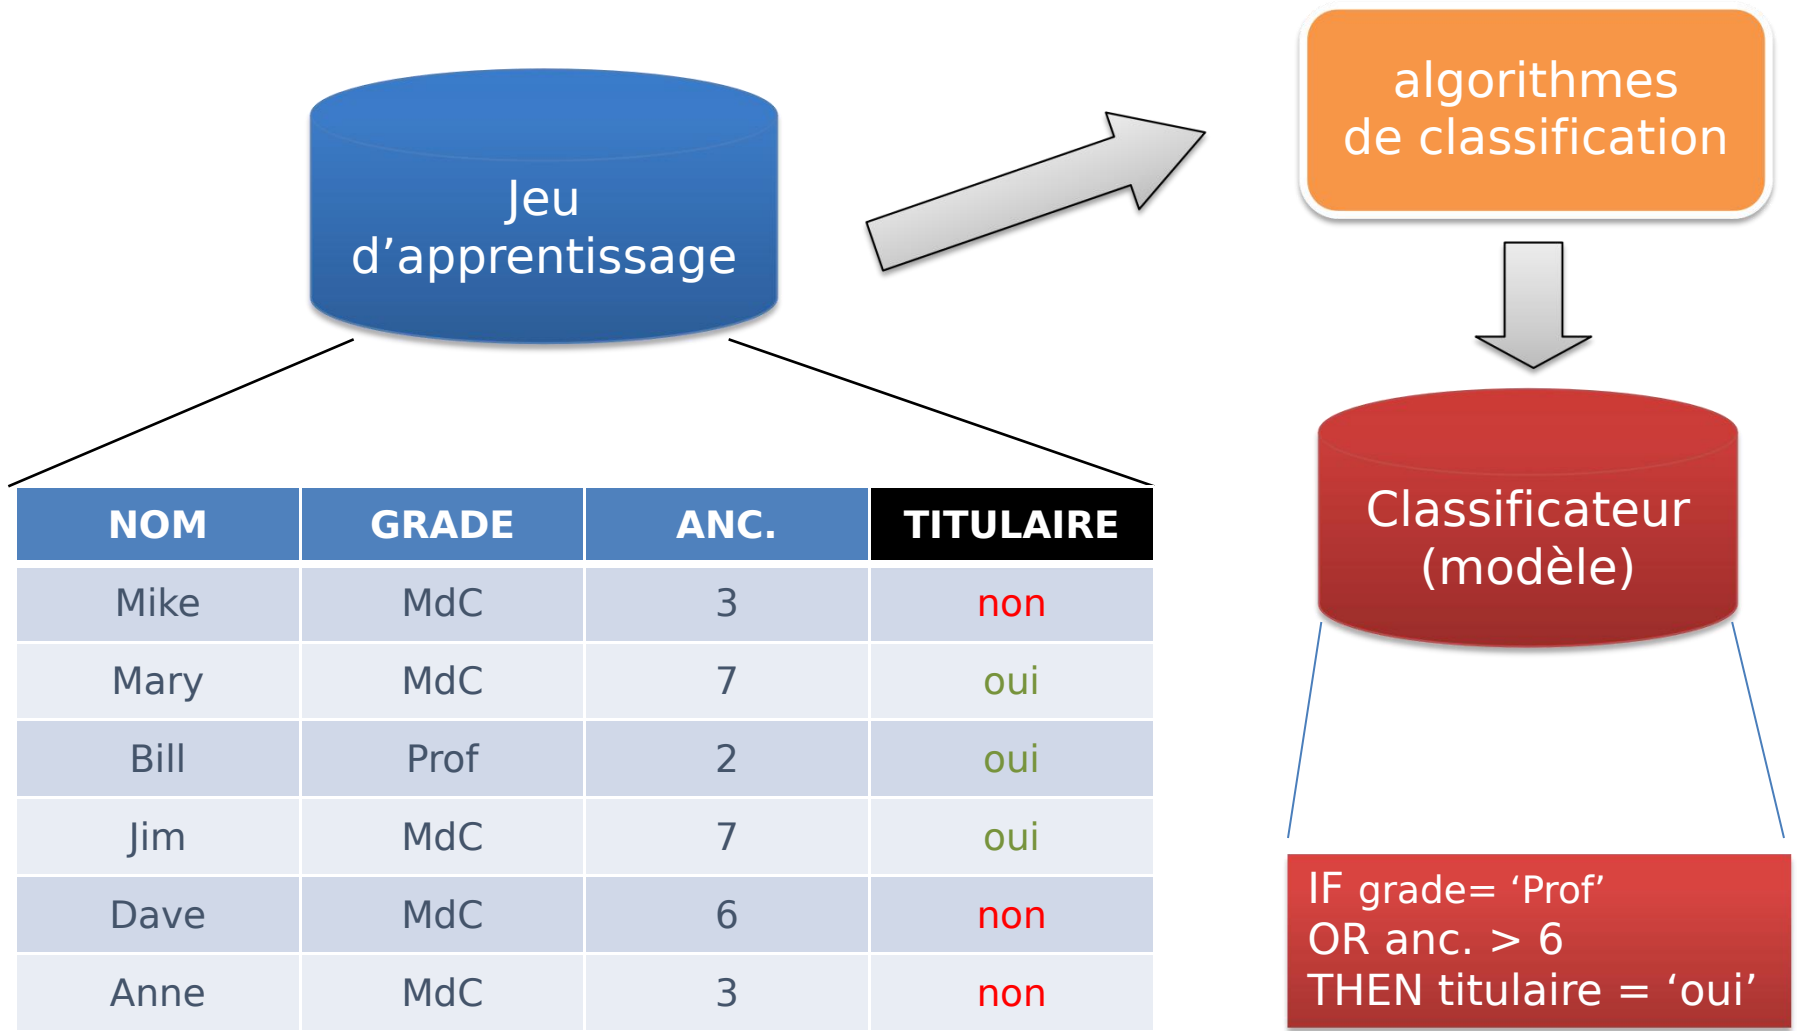 Jeu
d’apprentissage
algorithmes
de classification
Classificateur
(modèle)
NOM GRADE ANC. TITULAIRE
Mike MdC 3 non
Mary MdC 7 oui
Bill Prof 2 oui
Jim MdC 7 oui
Dave MdC 6 non
Anne MdC 3 non
IF grade= ‘Prof’
OR anc. > 6
THEN titulaire = ‘oui’